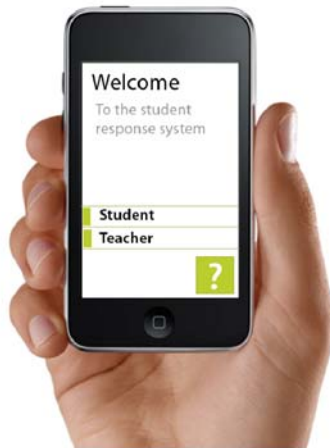 Welcome
To the student
response system
Student
Teacher
?